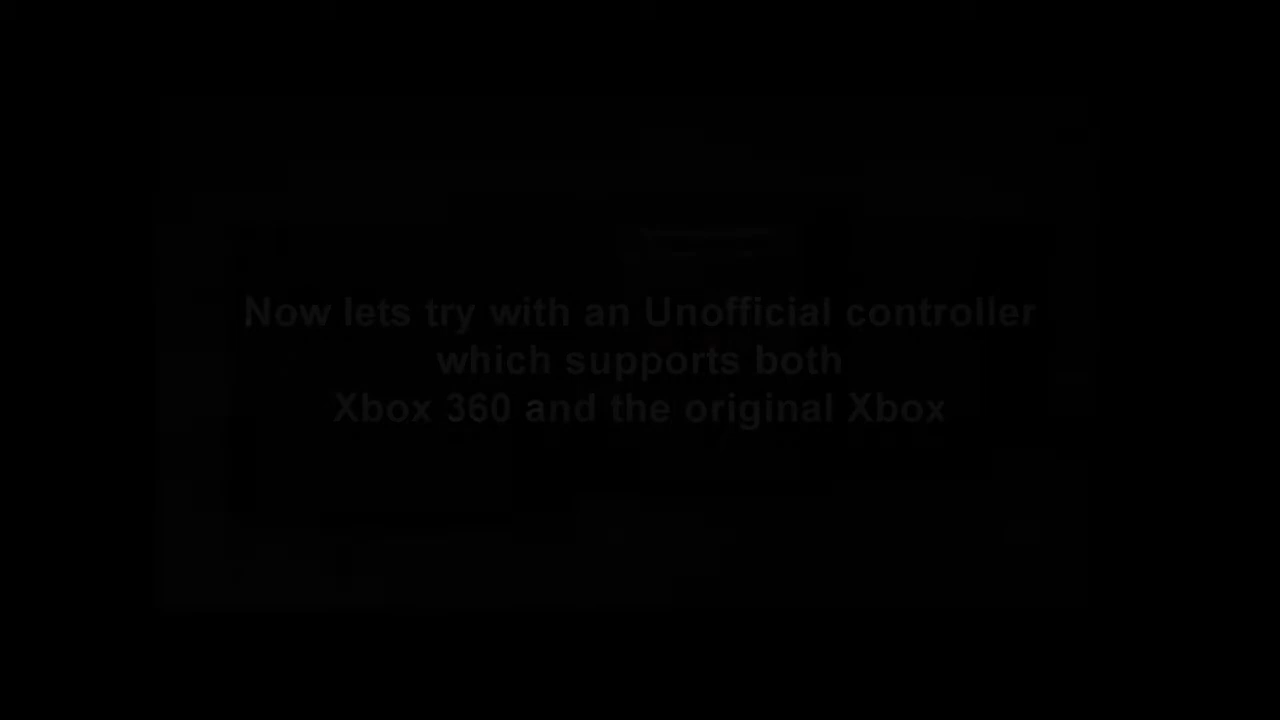 Now lets try with an Unofficial controller
which supports both
Xbox 360 and the original Xbox